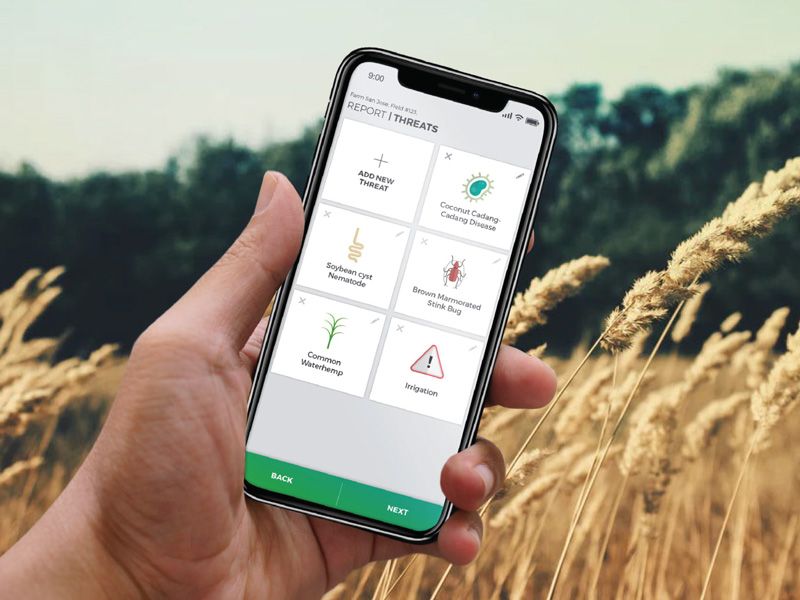 9:00
Farm San Jose, Field #123,
REPORT | THREATS
ADD NEW
THREAT
Coconut Cadang-
Cadang Disease
Soybean cyst
Nematode
Brown Marmorated
Stink Bug
Common
Waterhemp
Irrigation
BACK
NEXT